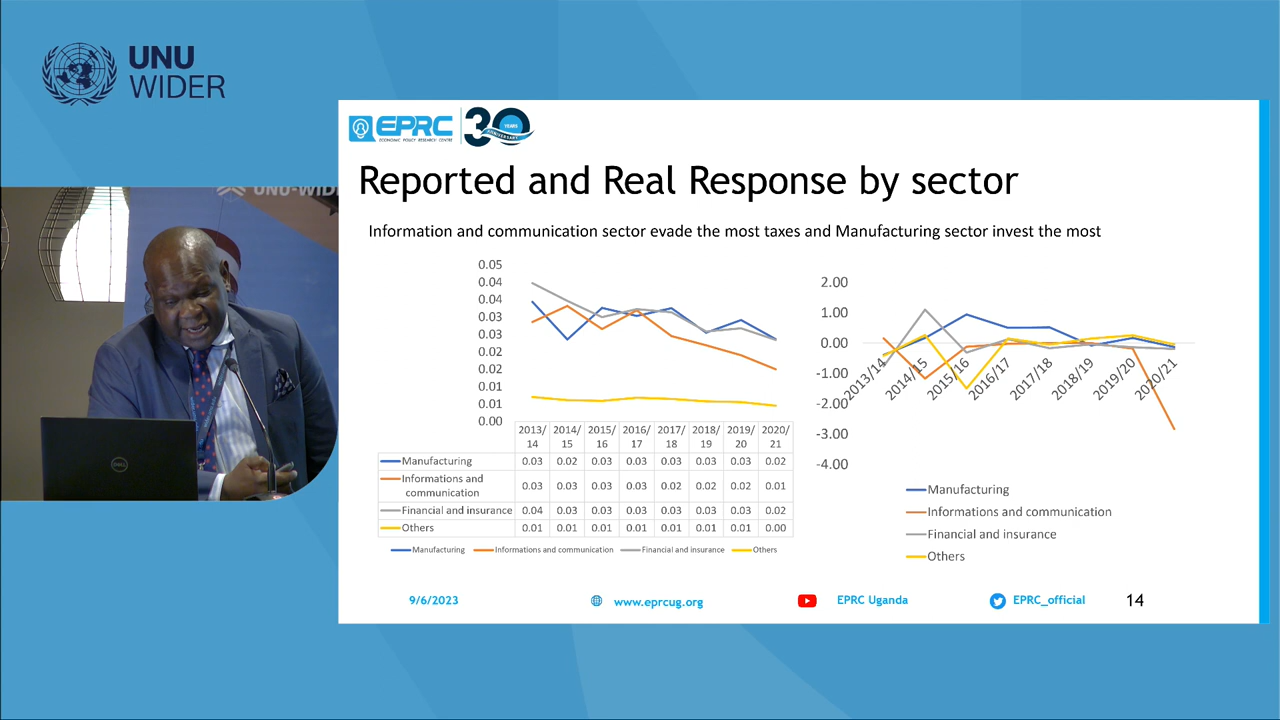 UNU
WIDER
UNU-WID
EPRC
ECONOMIC POLICY RESEARCH CENTRE
30 YEARS
ANNIVERSARY
Reported and Real Response by sector
Information and communication sector evade the most taxes and Manufacturing sector invest the most
0.05
0.04
0.04
0.03
0.03
0.02
0.02
0.01
0.01
0.00
2013/14 2014/15 2015/16 2016/17 2017/18 2018/19 2019/20 2020/21
Manufacturing 0.03 0.02 0.03 0.03 0.03 0.03 0.03 0.02
Informations and communication 0.03 0.03 0.03 0.03 0.02 0.02 0.02 0.01
Financial and insurance 0.04 0.03 0.03 0.03 0.03 0.03 0.03 0.02
Others 0.01 0.01 0.01 0.01 0.01 0.01 0.01 0.00
Manufacturing Informations and communication Financial and insurance Others
2.00
1.00
0.00
-1.00
-2.00
-3.00
-4.00
2013/14 2014/15 2015/16 2016/17 2017/18 2018/19 2019/20 2020/21
Manufacturing
Informations and communication
Financial and insurance
Others
DELL
9/6/2023 www.eprcug.org EPRC Uganda EPRC_official 14